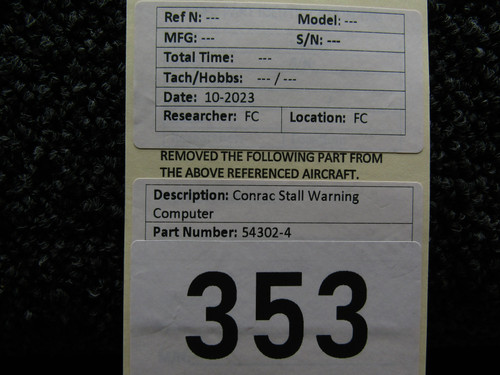 Ref N: --- Model: ---
MFG: --- S/N: ---
Total Time: ---
Tach/Hobbs: --- / ---
Date: 10-2023
Researcher: FC Location: FC
REMOVED THE FOLLOWING PART FROM
THE ABOVE REFERENCED AIRCRAFT.
Description: Conrac Stall Warning
Computer
Part Number: 54302-4
353